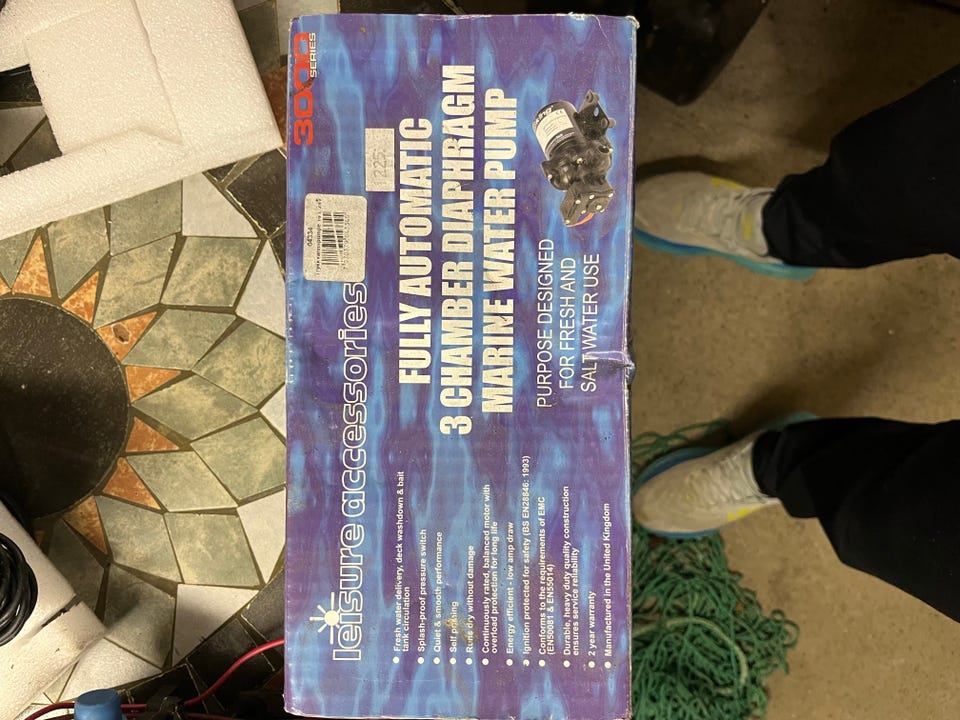 3000
SERIES
04334
225
leisure accessories
FULLY AUTOMATIC
3 CHAMBER DIAPHRAGM
MARINE WATER PUMP
PURPOSE DESIGNED
FOR FRESH AND
SALT WATER USE
• Fresh water delivery, deck washdown & bait
tank circulation
• Splash-proof pressure switch
• Quiet & smooth performance
• Self priming
• Runs dry without damage
• Continuously rated, balanced motor with
overload protection for long life
• Energy efficient - low amp draw
• Ignition protected for safety (BS EN28846: 1993)
• Conforms to the requirements of EMC
(EN50081 & EN55014)
• Durable, heavy duty quality construction
ensures service reliability
• 2 year warranty
• Manufactured in the United Kingdom